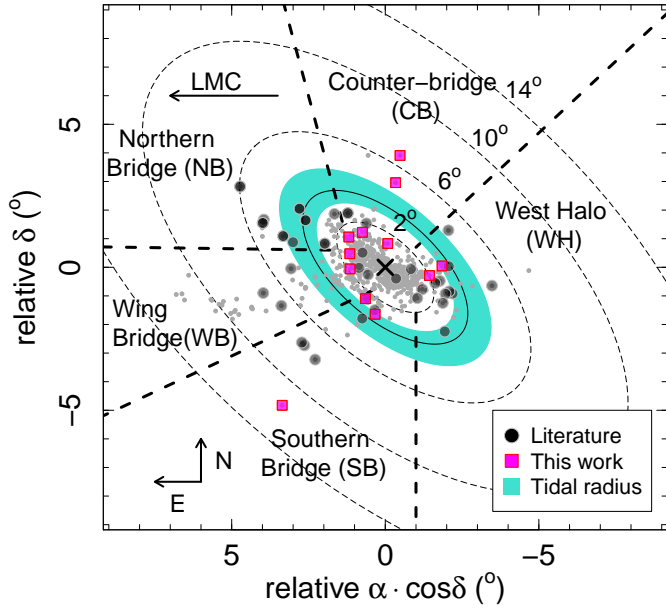 LMC
Counter−bridge
(CB)
14°
10°
6°
2°
Northern
Bridge (NB)
West Halo
(WH)
Wing
Bridge(WB)
Southern
Bridge (SB)
N
E
Literature
This work
Tidal radius
5
0
−5
relative δ (°)
5
0
−5
relative α · cosδ (°)